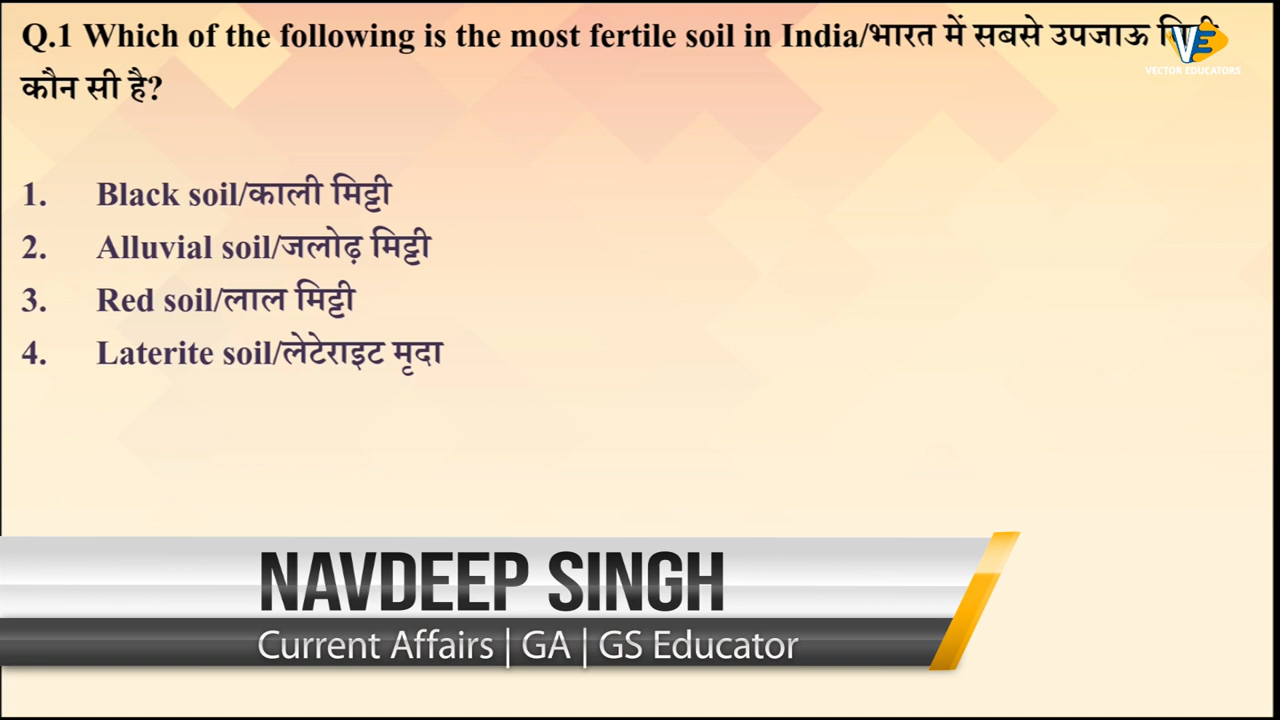 Q.1 Which of the following is the most fertile soil in India/भारत में सबसे उपजाऊ
VE
VECTOR EDUCATORS
कौन सी है?
1. Black soil/काली मिट्टी
2. Alluvial soil/जलोढ़ मिट्टी
3. Red soil/लाल मिट्टी
4. Laterite soil/लेटेराइट मृदा
NAVDEEP SINGH
Current Affairs | GA | GS Educator